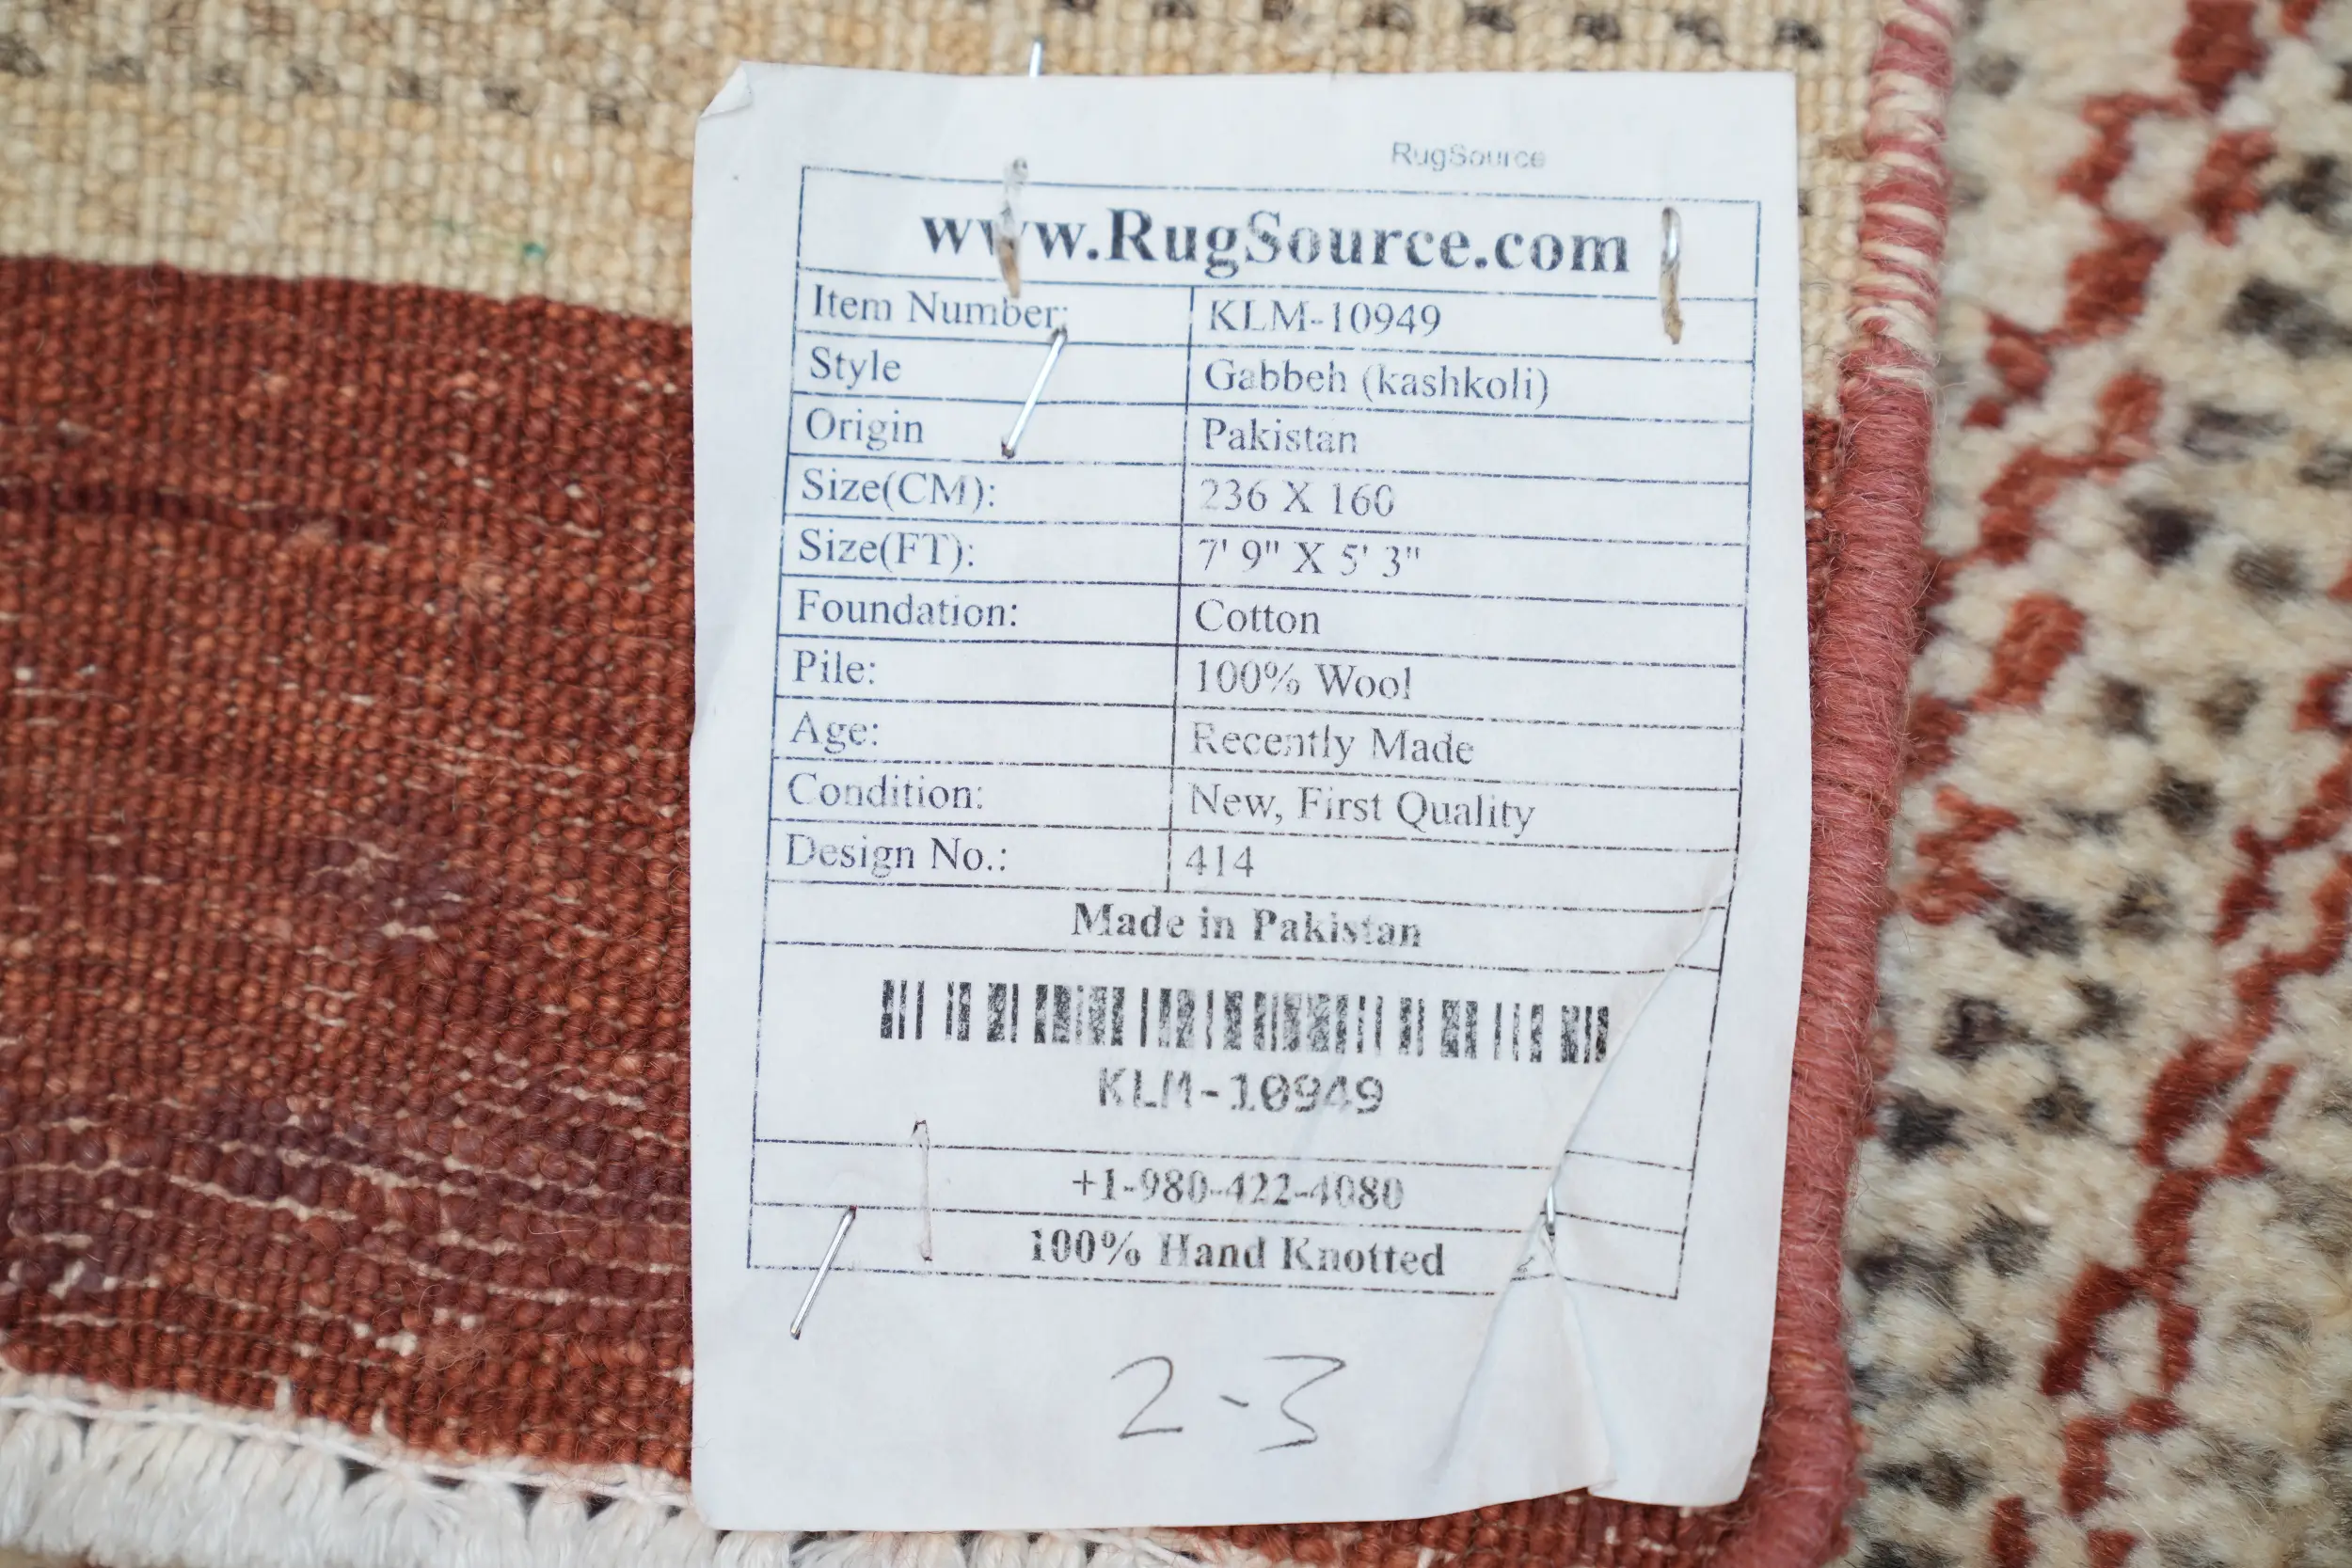 RugSource
www.RugSource.com
Item Number: KLM-10949
Style Gabbeh (kashkoli)
Origin Pakistan
Size(CM): 236 X 160
Size(FT): 7' 9" X 5' 3"
Foundation: Cotton
Pile: 100% Wool
Age: Recently Made
Condition: New, First Quality
Design No.: 414
Made in Pakistan
KLM-10949
+1-980-422-4080
100% Hand Knotted
2-3